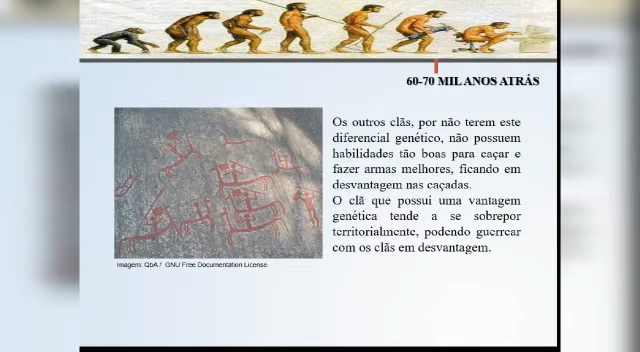 60-70 MIL ANOS ATRÁS
Os outros clãs, por não terem este
diferencial genético, não possuem
habilidades tão boas para caçar e
fazer armas melhores, ficando em
desvantagem nas caçadas.
O clã que possui uma vantagem
genética tende a se sobrepor
territorialmente, podendo guerrear
com os clãs em desvantagem.
Imagem: QbA / GNU Free Documentation License.